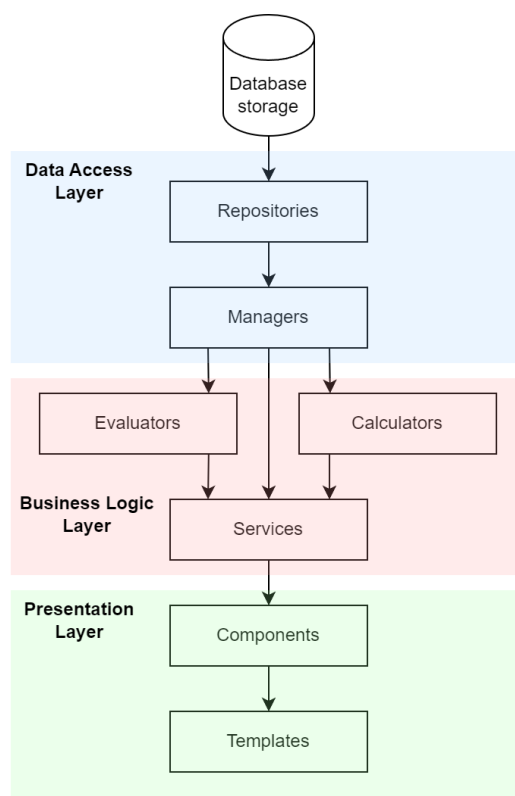 Database
storage
Data Access
Layer
Repositories
Managers
Evaluators
Calculators
Business Logic
Layer
Services
Presentation
Layer
Components
Templates